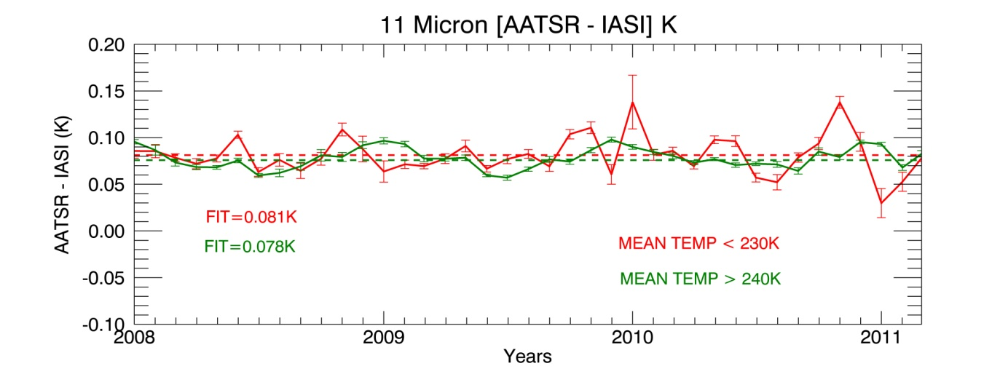 11 Micron [AATSR - IASI] K
0.20
0.15
0.10
0.05
0.00
-0.05
-0.10
AATSR - IASI (K)
FIT=0.081K
FIT=0.078K
MEAN TEMP < 230K
MEAN TEMP > 240K
2008 2009 2010 2011
Years